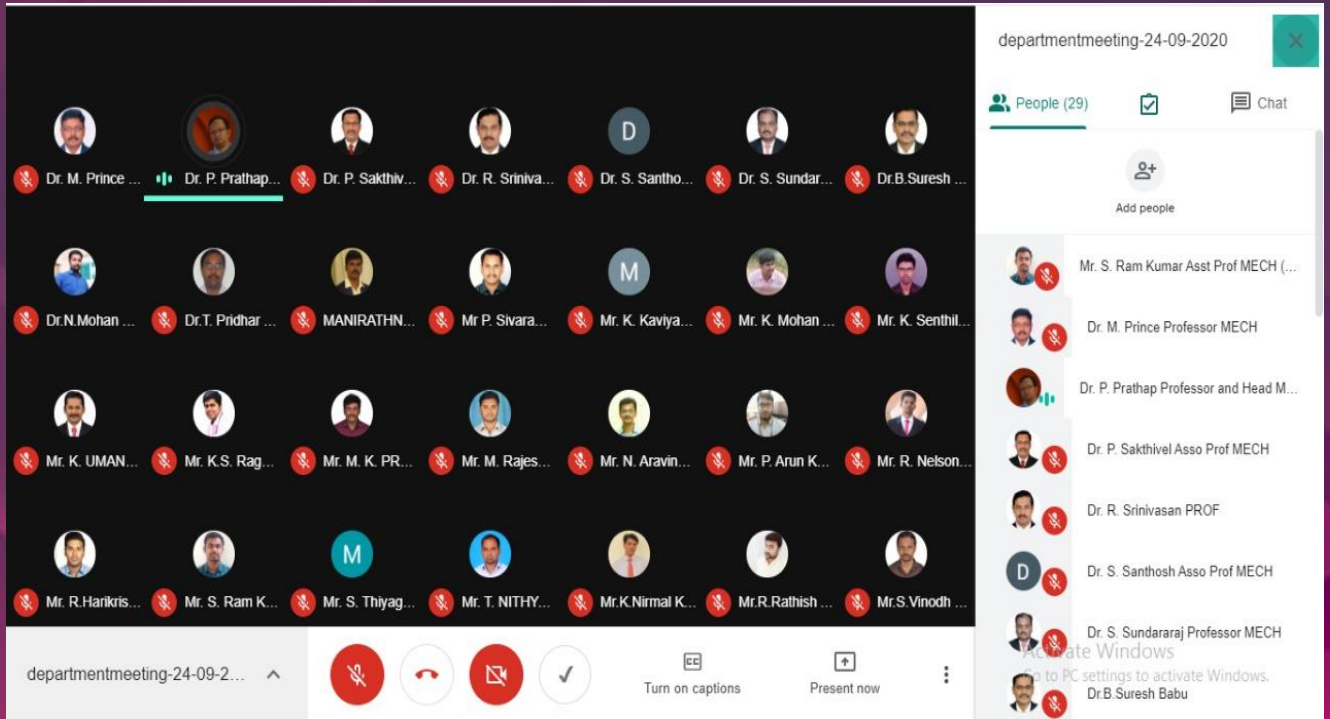 Dr. M. Prince ...
Dr. P. Prathap...
Dr. P. Sakthiv...
Dr. R. Sriniva...
D
Dr. S. Santho...
Dr. S. Sundar...
Dr.B.Suresh ...
Dr.N.Mohan ...
Dr.T. Pridhar ...
MANIRATHN...
Mr P. Sivara...
M
Mr. K. Kaviya...
Mr. K. Mohan ...
Mr. K. Senthil...
Mr. K. UMAN...
Mr. K.S. Rag...
Mr. M. K. PR...
Mr. M. Rajes...
Mr. N. Aravin...
Mr. P. Arun K...
Mr. R. Nelson...
Mr. R.Harikris...
Mr. S. Ram K...
M
Mr. S. Thiyag...
Mr. T. NITHY...
Mr.K.Nirmal K...
Mr.R.Rathish ...
Mr.S.Vinodh ...
departmentmeeting-24-09-2...
CC
Turn on captions
Present now
departmentmeeting-24-09-2020
People (29)
Chat
Add people
Mr. S. Ram Kumar Asst Prof MECH (...
Dr. M. Prince Professor MECH
Dr. P. Prathap Professor and Head M...
Dr. P. Sakthivel Asso Prof MECH
Dr. R. Srinivasan PROF
D
Dr. S. Santhosh Asso Prof MECH
Dr. S. Sundararaj Professor MECH
Activate Windows
Go to PC settings to activate Windows.
Dr.B.Suresh Babu